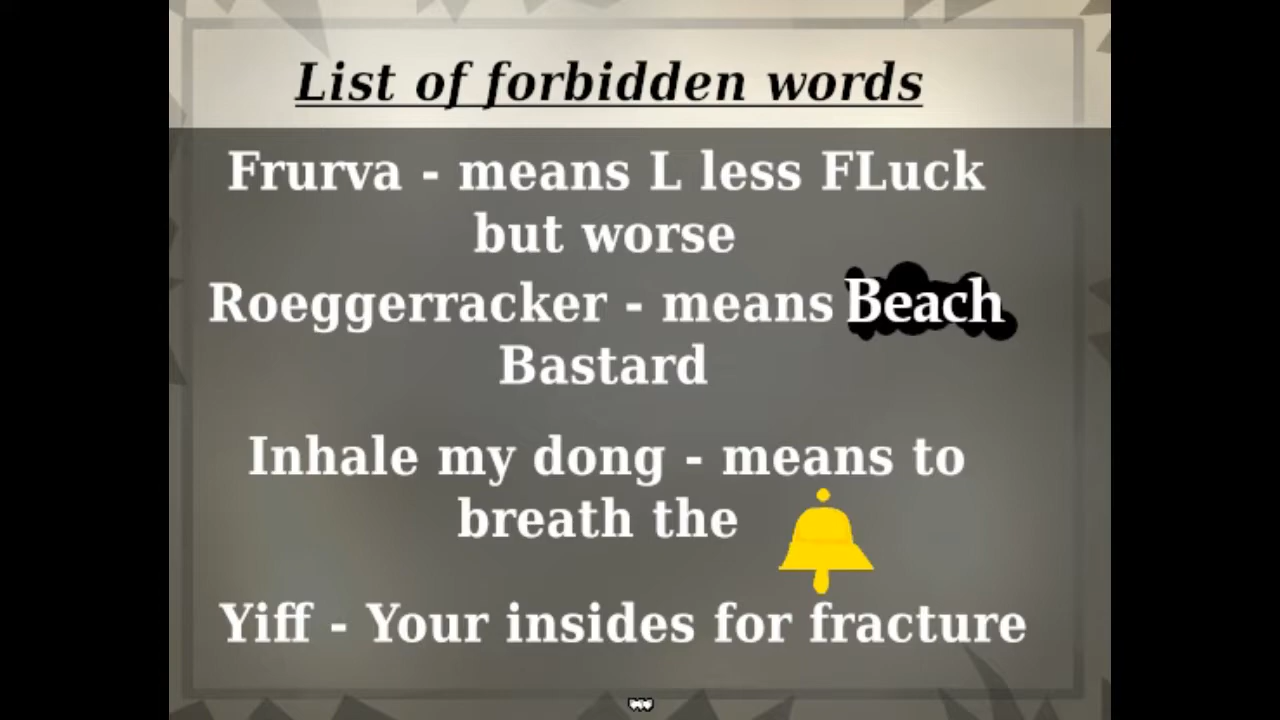 List of forbidden words
Frurva - means L less FLuck
but worse
Roeggerracker - means Beach
Bastard
Inhale my dong - means to
breath the
Yiff - Your insides for fracture